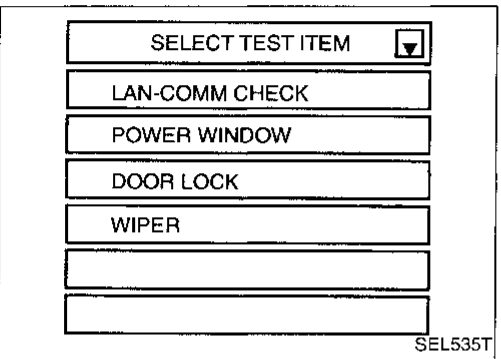 SELECT TEST ITEM
LAN-COMM CHECK
POWER WINDOW
DOOR LOCK
WIPER
SEL535T